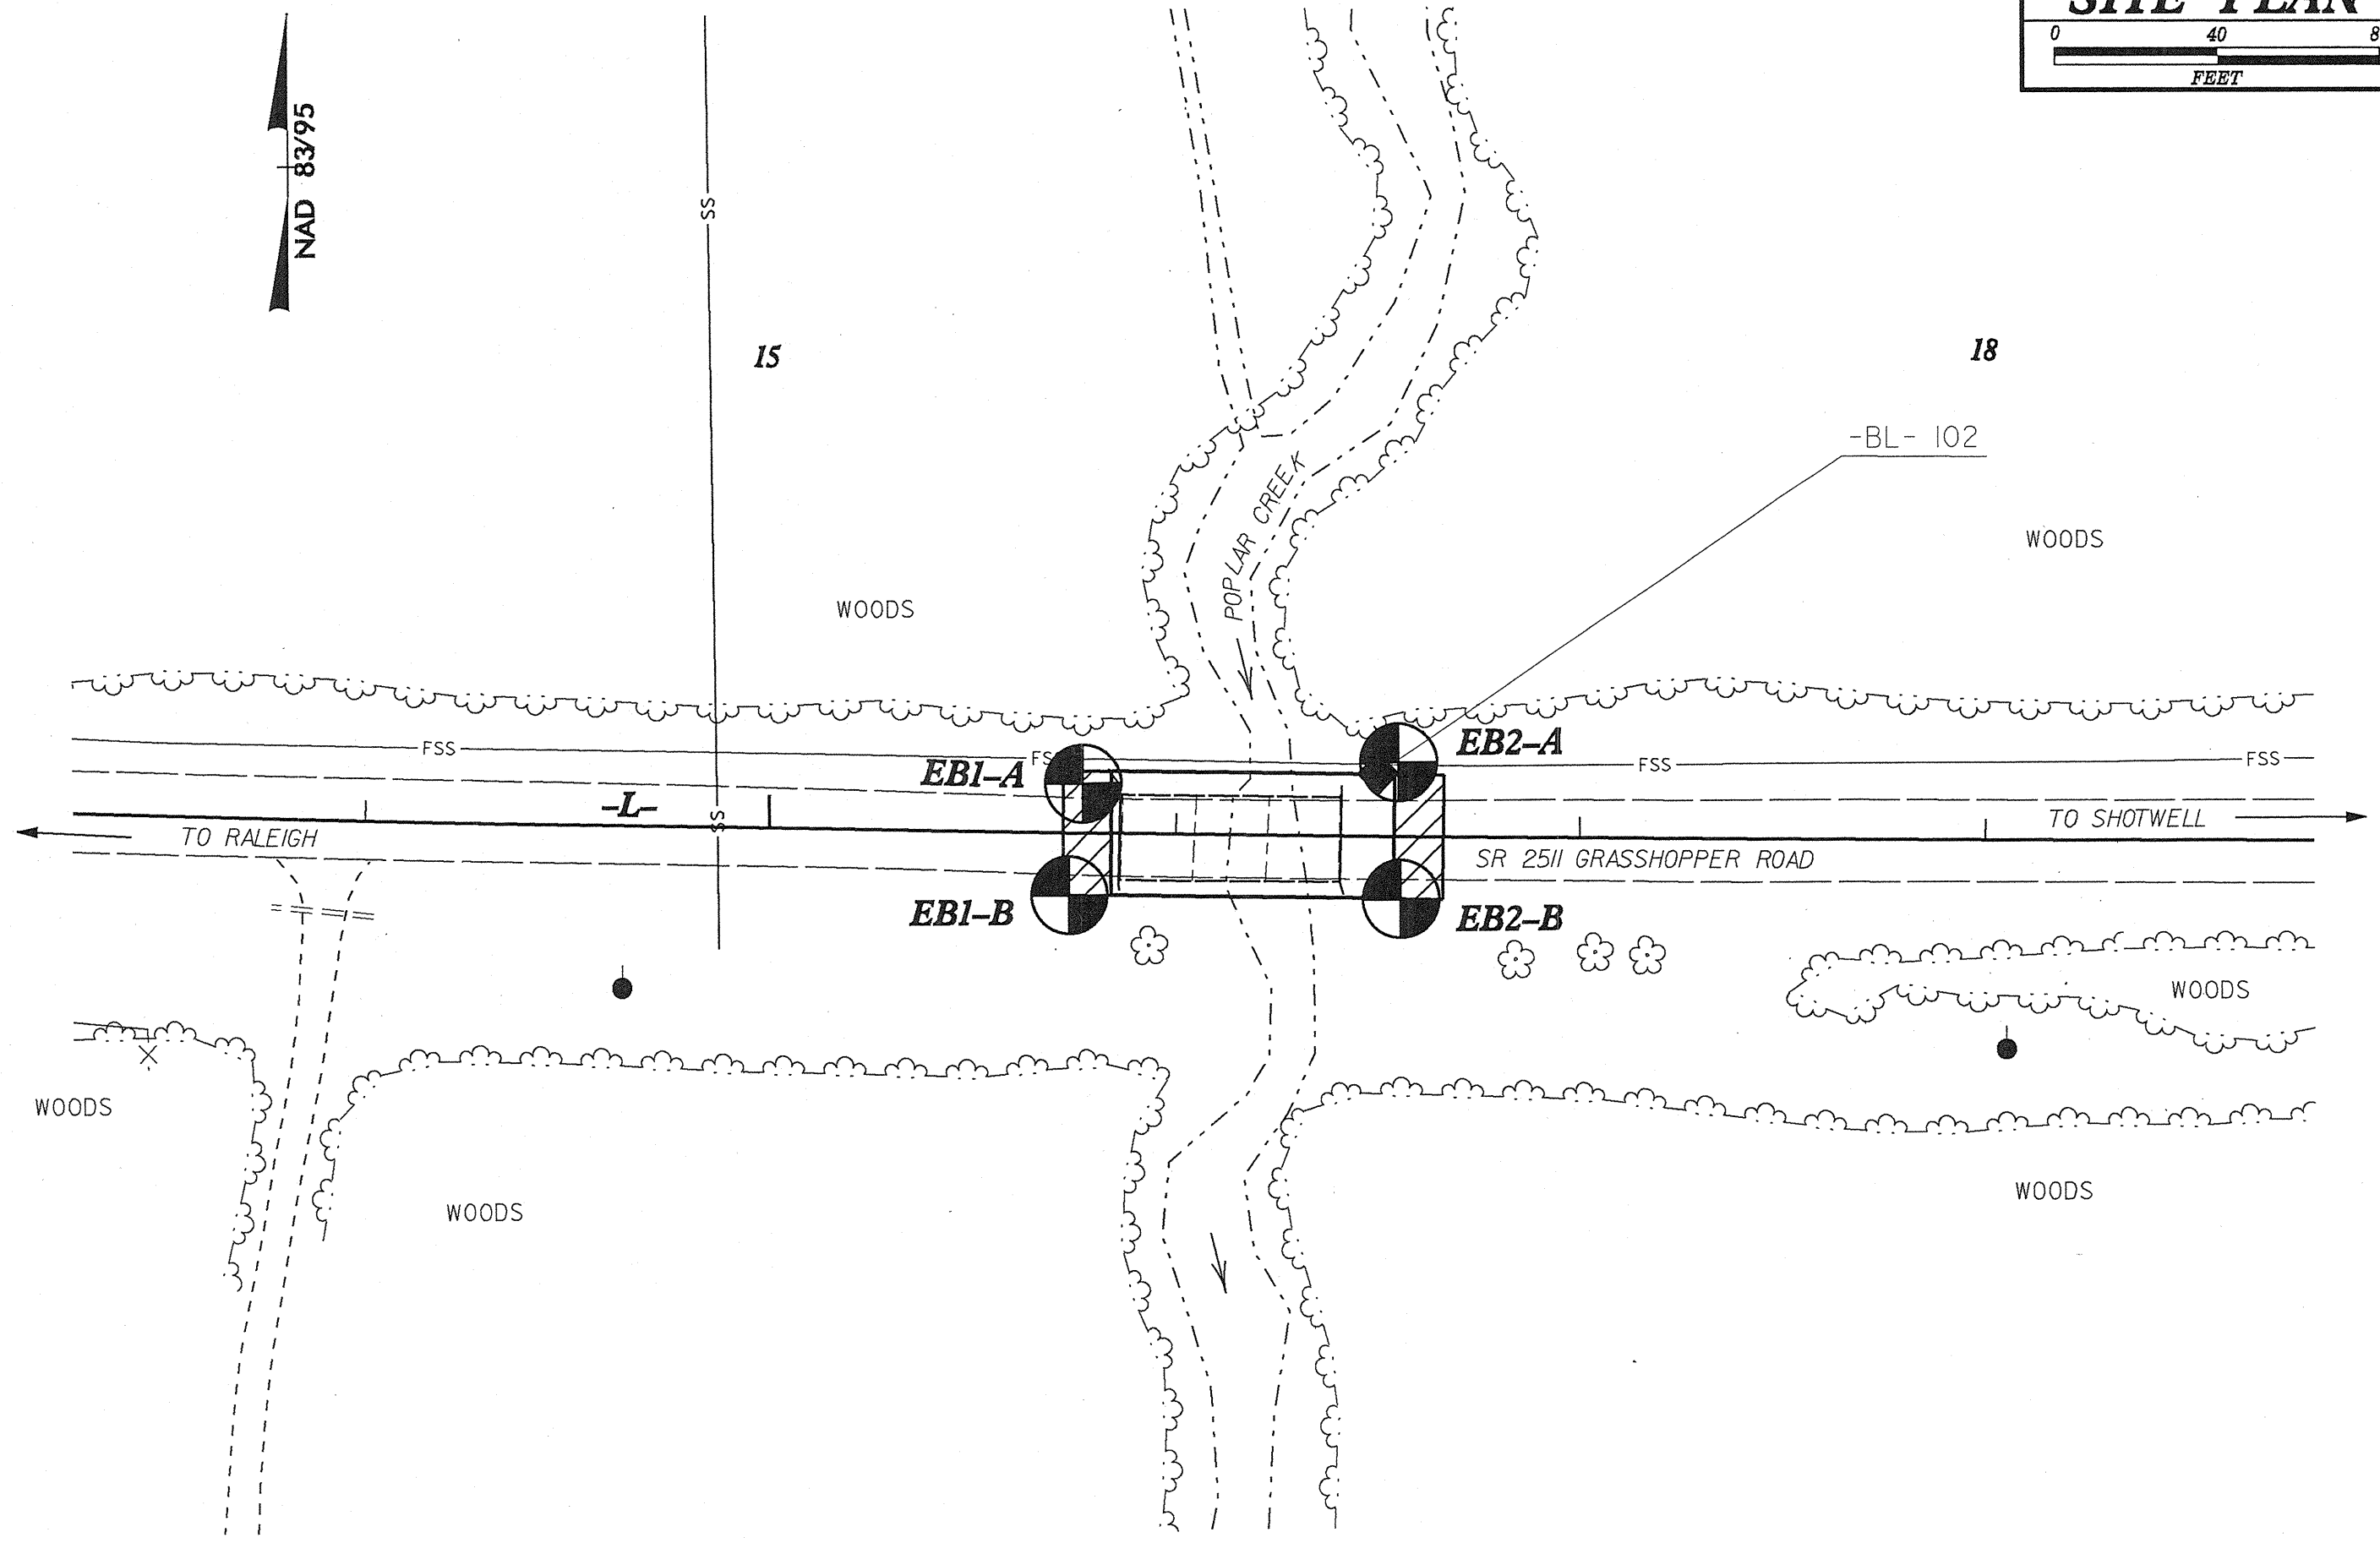 SITE PLAN
0 40 8
FEET
NAD 83/95
SS
15
18
-BL- 102
WOODS
POPLAR CREEK
WOODS
FSS
FS
EB1-A
EB2-A
FSS
FSS
-L-
SS
TO RALEIGH
TO SHOTWELL
SR 2511 GRASSHOPPER ROAD
EB1-B
EB2-B
WOODS
WOODS
WOODS
WOODS